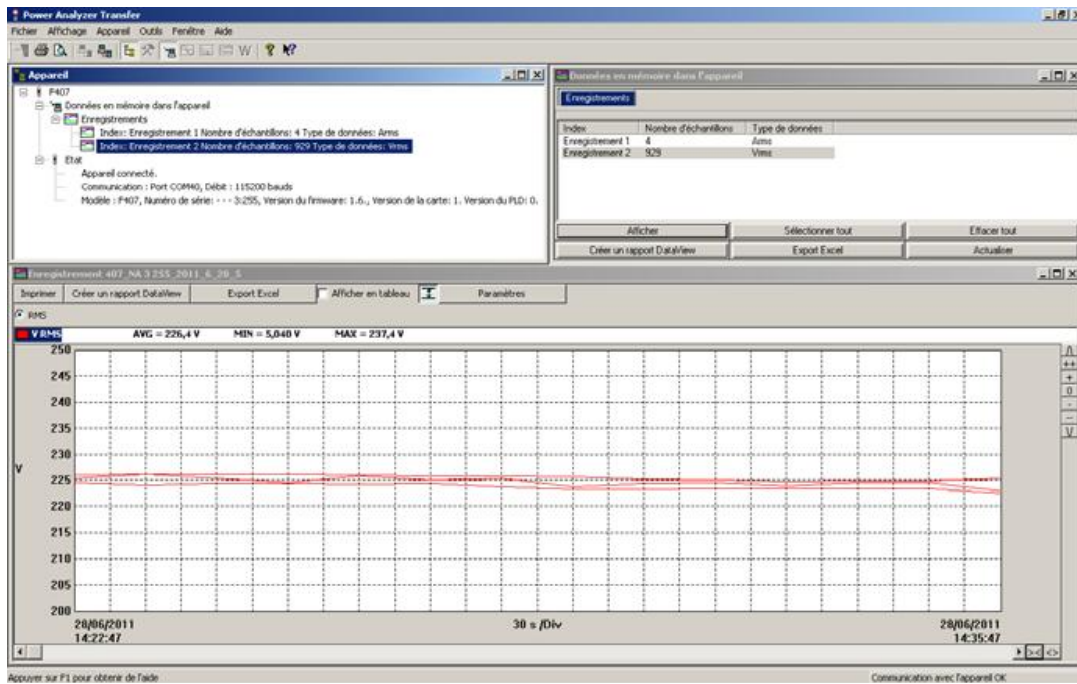 Power Analyzer Transfer
Fichier Affichage Appareil Outils Fenêtre Aide
Appareil
F407
Données en mémoire dans l'appareil
Enregistrements
Index: Enregistrement 1 Nombre d'échantillons: 4 Type de données: Arms
Index: Enregistrement 2 Nombre d'échantillons: 929 Type de données: Vrms
Etat
Appareil connecté.
Communication : Port COM40, Débit : 115200 bauds
Modèle : F407, Numéro de série: - - - 3:255, Version du firmware: 1.6., Version de la carte: 1. Version du PLD: 0.
Données en mémoire dans l'appareil
Enregistrements
Index Nombre d'échantillons Type de données
Enregistrement 1 4 Arms
Enregistrement 2 929 Vrms
Afficher Sélectionner tout Effacer tout
Créer un rapport DataView Export Excel Actualiser
Enregistrement 407_NA 3 255_2011_6_28_5
Imprimer Créer un rapport DataView Export Excel Afficher en tableau Paramètres
RMS
V RMS AVG = 226,4 V MIN = 5,040 V MAX = 237,4 V
250
245
240
235
230
V 225
220
215
210
205
200
28/06/2011 30 s /Div 28/06/2011
14:22:47 14:35:47
Appuyer sur F1 pour obtenir de l'aide Communication avec l'appareil OK